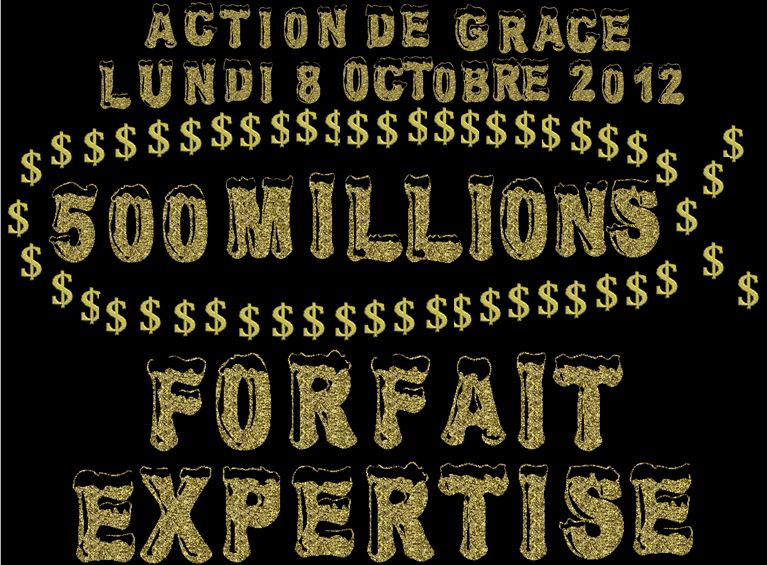 ACTION DE GRACE
LUNDI 8 OCTOBRE 2012
$ $ $ $ $ $ $ $ $ $ $ $ $ $ $ $ $ $ $ $ $ $
500 MILLIONS
$ $ $ $ $ $ $ $ $ $ $ $ $ $ $ $ $ $ $ $ $ $
FORFAIT
EXPERTISE